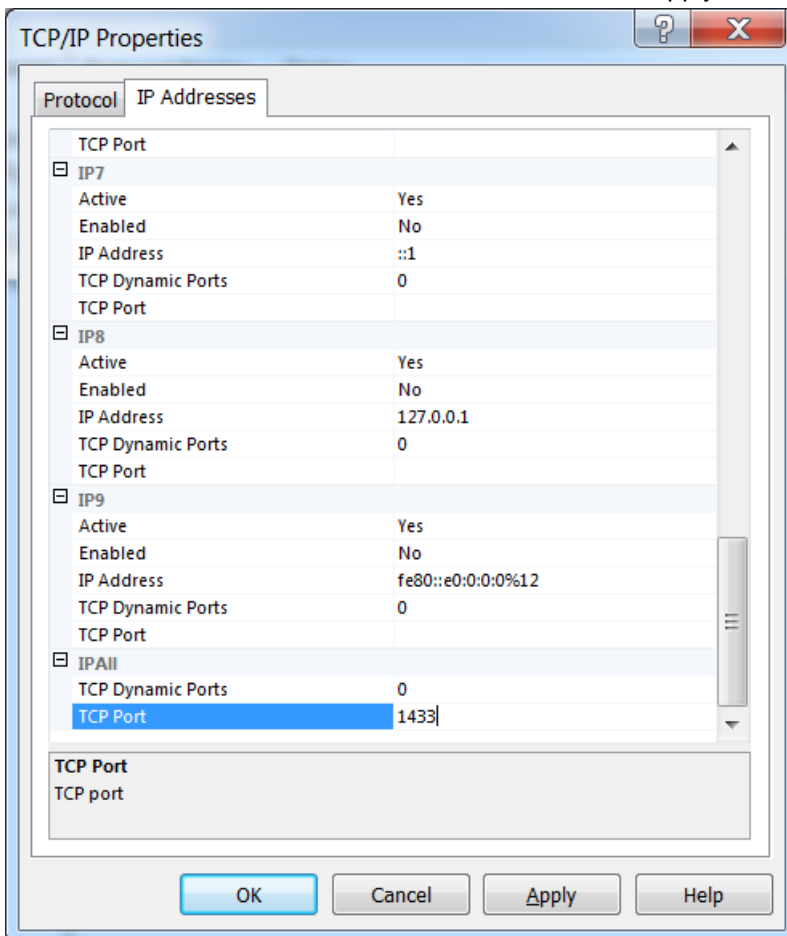 pply
TCP/IP Properties
Protocol IP Addresses
TCP Port
IP7
Active Yes
Enabled No
IP Address ::1
TCP Dynamic Ports 0
TCP Port
IP8
Active Yes
Enabled No
IP Address 127.0.0.1
TCP Dynamic Ports 0
TCP Port
IP9
Active Yes
Enabled No
IP Address fe80::e0:0:0:0%12
TCP Dynamic Ports 0
TCP Port
IPAll
TCP Dynamic Ports 0
TCP Port 1433
TCP Port
TCP port
OK Cancel Apply Help